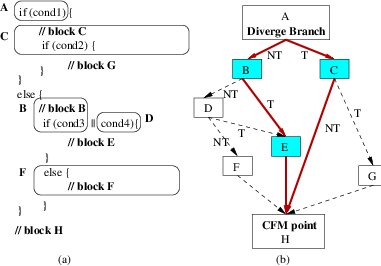 A if (cond1) {
C // block C
if (cond2) {
// block G
}
}
else {
B // block B
if (cond3 || cond4) { D
// block E
}
F else {
// block F
}
}
// block H
(a)
A
Diverge Branch
NT T
B C
NT
D T T
T NT
E
NT
F G
CFM point
H
(b)